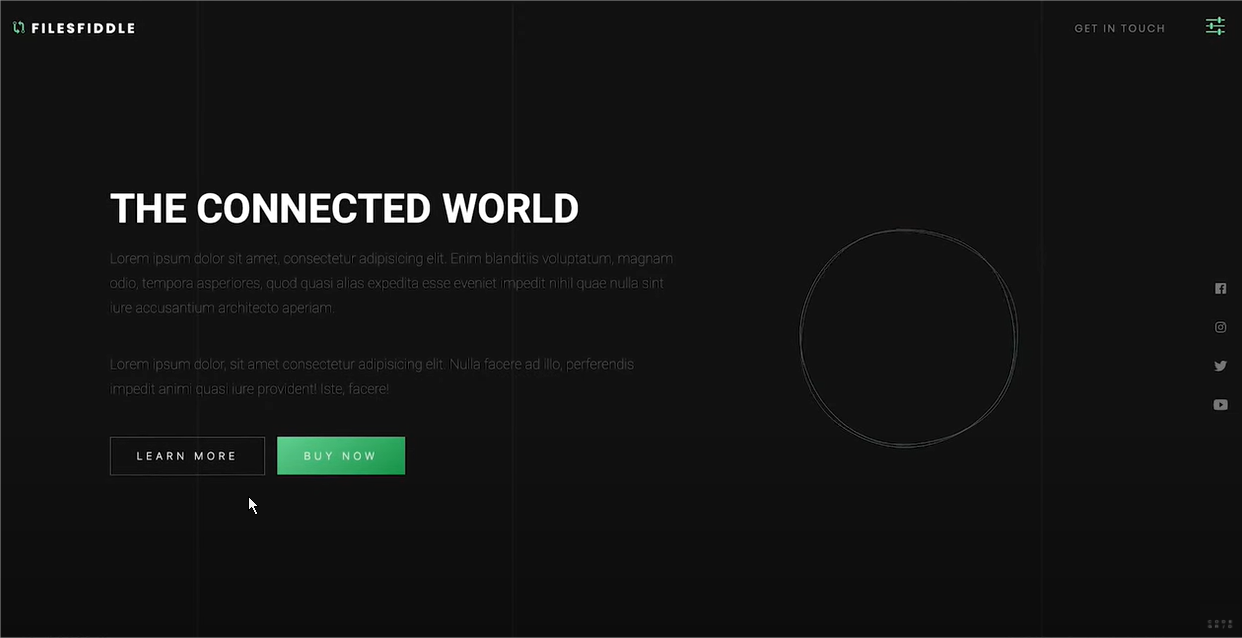 FILESFIDDLE
GET IN TOUCH
THE CONNECTED WORLD
Lorem ipsum dolor sit amet, consectetur adipisicing elit. Enim blanditiis voluptatum, magnam
odio, tempora asperiores, quod quasi alias expedita esse eveniet impedit nihil quae nulla sint
iure accusantium architecto aperiam.
Lorem ipsum dolor, sit amet consectetur adipisicing elit. Nulla facere ad illo, perferendis
impedit animi quasi iure provident! Iste, facere!
LEARN MORE
BUY NOW